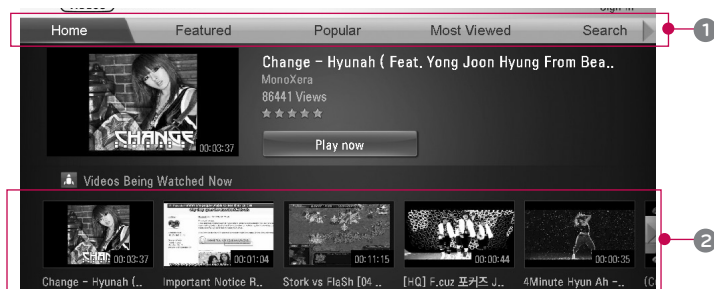 Home Featured Popular Most Viewed Search
1
Change - Hyunah ( Feat. Yong Joon Hyung From Bea..
MonoXera
86441 Views
CHANGE
00:03:37
Play now
Videos Being Watched Now
2
00:03:37 00:01:04 00:11:15 00:00:44 00:00:35
Change - Hyunah (.. Important Notice R.. Stork vs FlaSh [04 .. [HQ] F.cuz 포커즈 J.. 4Minute Hyun Ah -..